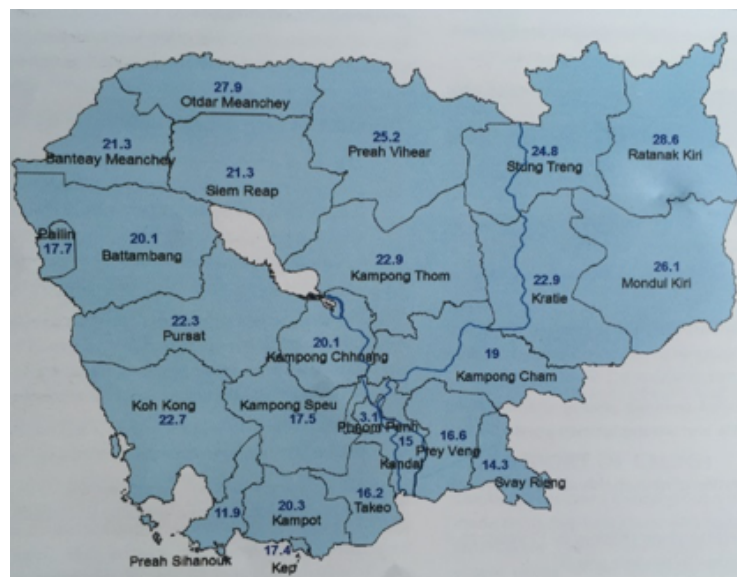 27.9
Otdar Meanchey
21.3
Banteay Meanchey
21.3
Siem Reap
25.2
Preah Vihear
24.8
Stung Treng
28.6
Ratanak Kiri
Pailin
17.7
20.1
Battambang
22.9
Kampong Thom
22.9
Kratie
26.1
Mondul Kiri
22.3
Pursat
20.1
Kampong Chhnang
19
Kampong Cham
Koh Kong
22.7
Kampong Speu
17.5
3.1
Phnom Penh
15
Kandal
16.6
Prey Veng
14.3
Svay Rieng
11.9
Preah Sihanouk
20.3
Kampot
16.2
Takeo
17.4
Kep